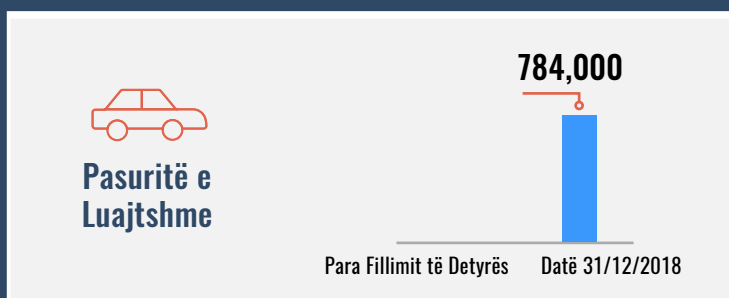 784,000
Pasuritë e
Luajtshme
Para Fillimit të Detyrës
Datë 31/12/2018